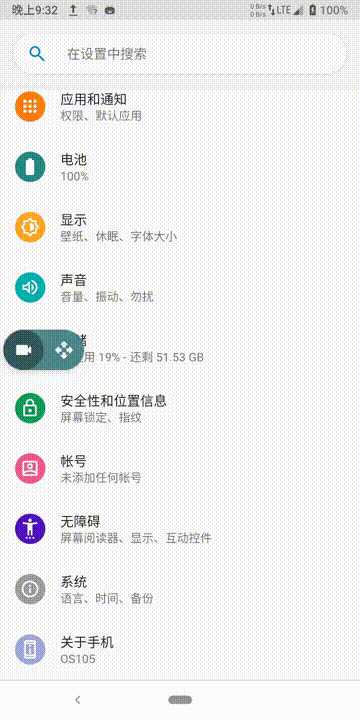 晚上9:32
0 B/s
0 B/s
LTE
100%
在设置中搜索
应用和通知
权限、默认应用
电池
100%
显示
壁纸、休眠、字体大小
声音
音量、振动、勿扰
用 19% - 还剩 51.53 GB
安全性和位置信息
屏幕锁定、指纹
帐号
未添加任何帐号
无障碍
屏幕阅读器、显示、互动控件
系统
语言、时间、备份
关于手机
OS105